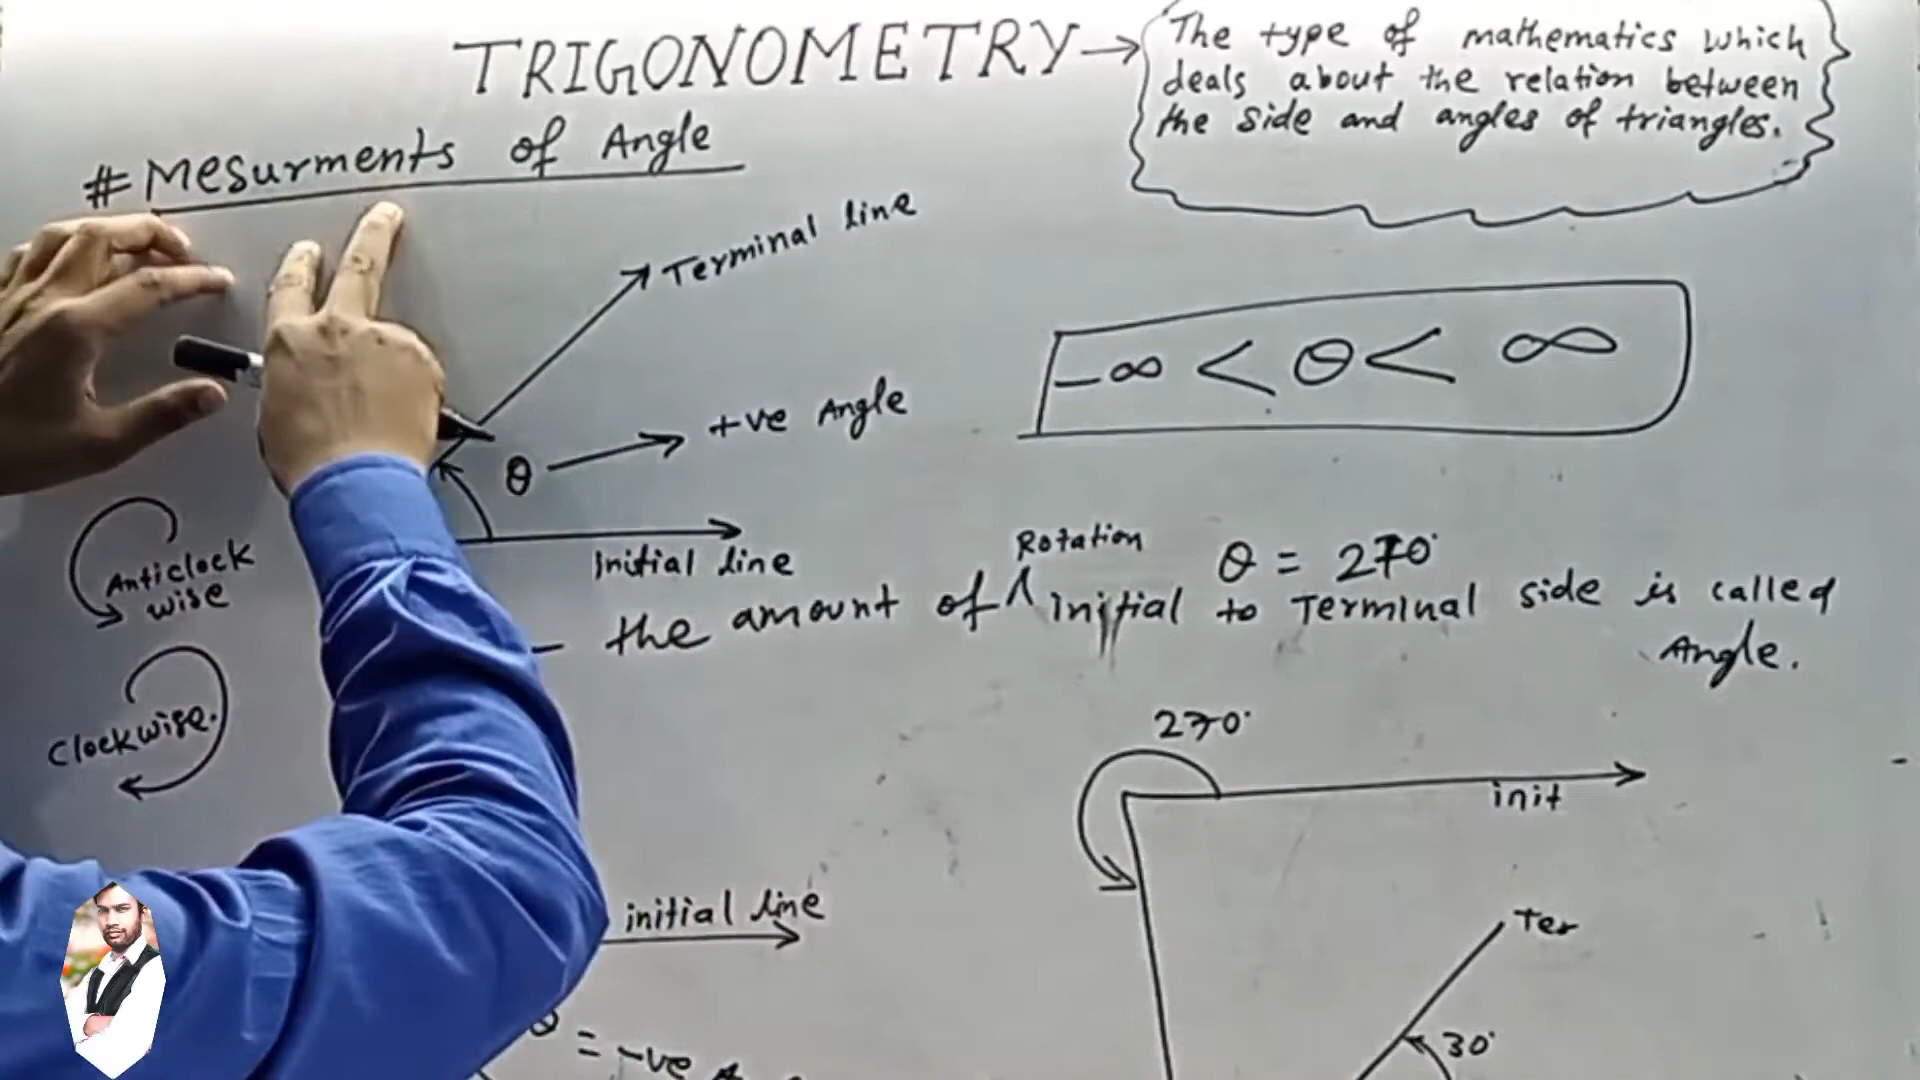 TRIGONOMETRY →
The type of mathematics which
deals about the relation between
the side and angles of triangles.
# Mesurments of Angle
Terminal line
-∞ < θ < ∞
θ → +ve Angle
Initial line
Anticlock
wise
Clockwise.
Rotation
θ = 270°
- the amount of ∧ initial to Terminal side is called
Angle.
270°
init
initial line
Ter
θ = -ve
30°